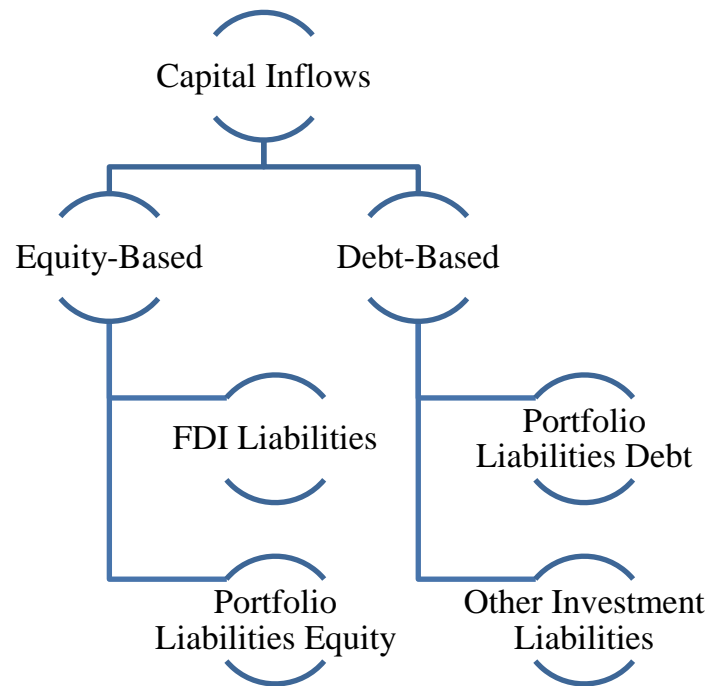 Capital Inflows
Equity-Based
Debt-Based
FDI Liabilities
Portfolio
Liabilities Equity
Portfolio
Liabilities Debt
Other Investment
Liabilities